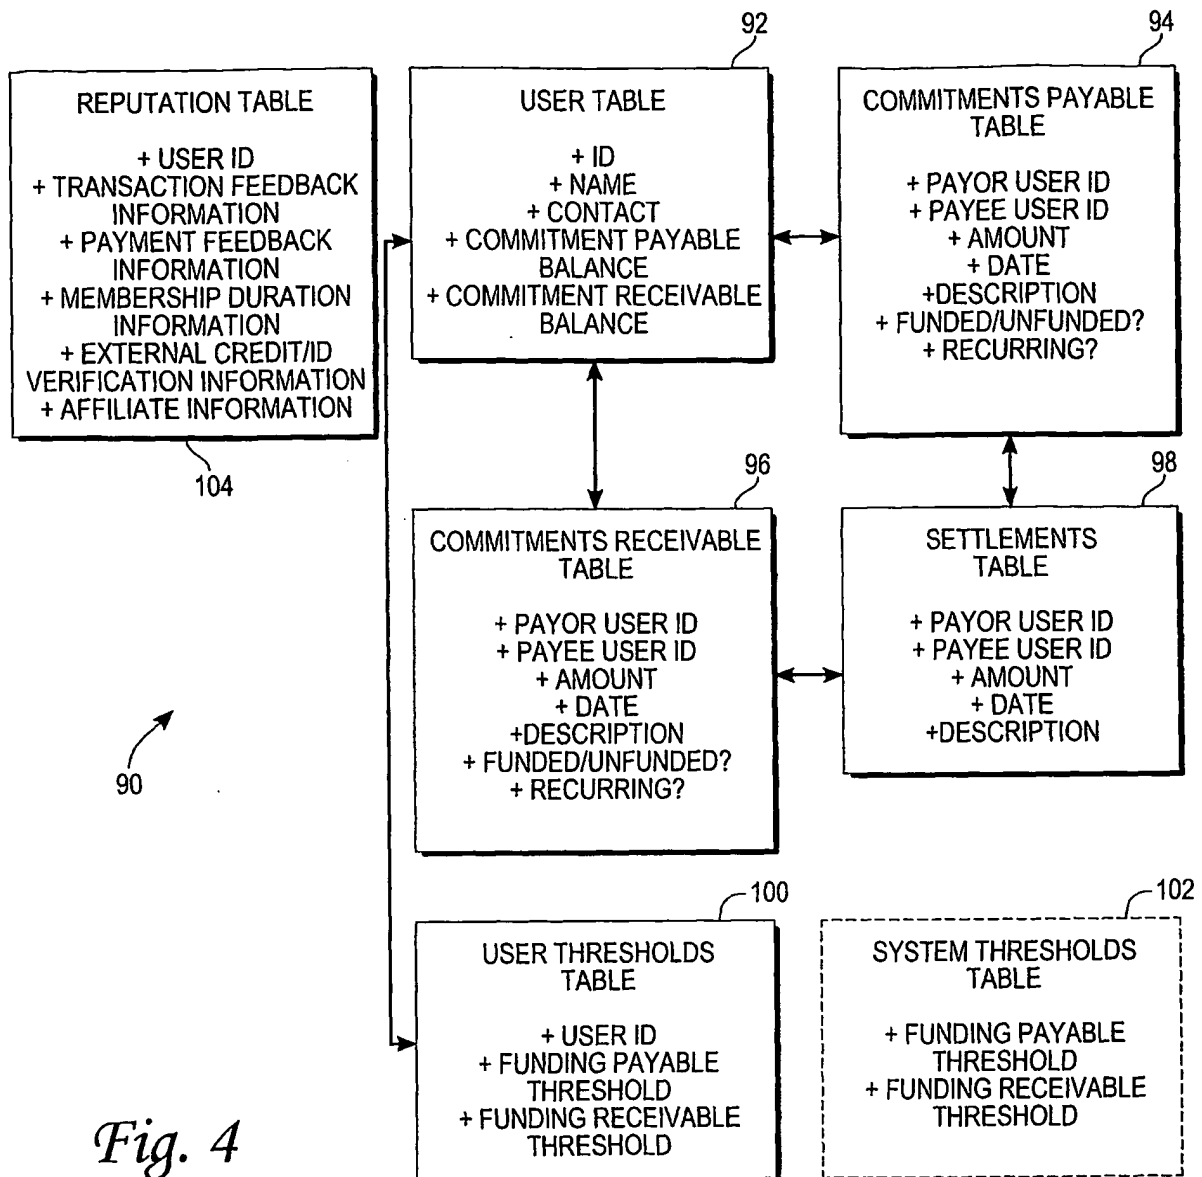 92
94
REPUTATION TABLE
+ USER ID
+ TRANSACTION FEEDBACK
INFORMATION
+ PAYMENT FEEDBACK
INFORMATION
+ MEMBERSHIP DURATION
INFORMATION
+ EXTERNAL CREDIT/ID
VERIFICATION INFORMATION
+ AFFILIATE INFORMATION
104
USER TABLE
+ ID
+ NAME
+ CONTACT
+ COMMITMENT PAYABLE
BALANCE
+ COMMITMENT RECEIVABLE
BALANCE
COMMITMENTS PAYABLE
TABLE
+ PAYOR USER ID
+ PAYEE USER ID
+ AMOUNT
+ DATE
+DESCRIPTION
+ FUNDED/UNFUNDED?
+ RECURRING?
96
98
COMMITMENTS RECEIVABLE
TABLE
+ PAYOR USER ID
+ PAYEE USER ID
+ AMOUNT
+ DATE
+DESCRIPTION
+ FUNDED/UNFUNDED?
+ RECURRING?
SETTLEMENTS
TABLE
+ PAYOR USER ID
+ PAYEE USER ID
+ AMOUNT
+ DATE
+DESCRIPTION
90
100
102
USER THRESHOLDS
TABLE
+ USER ID
+ FUNDING PAYABLE
THRESHOLD
+ FUNDING RECEIVABLE
THRESHOLD
SYSTEM THRESHOLDS
TABLE
+ FUNDING PAYABLE
THRESHOLD
+ FUNDING RECEIVABLE
THRESHOLD
Fig. 4